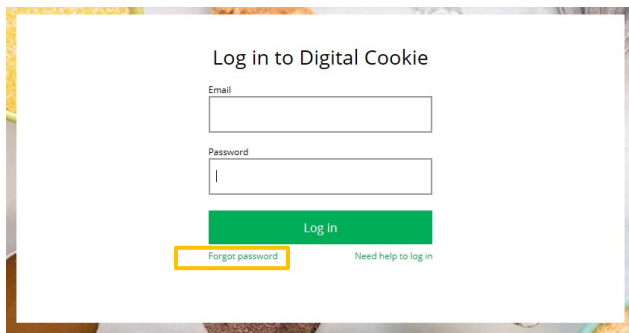 Log in to Digital Cookie
Email
Password
Log in
Forgot password Need help to log in